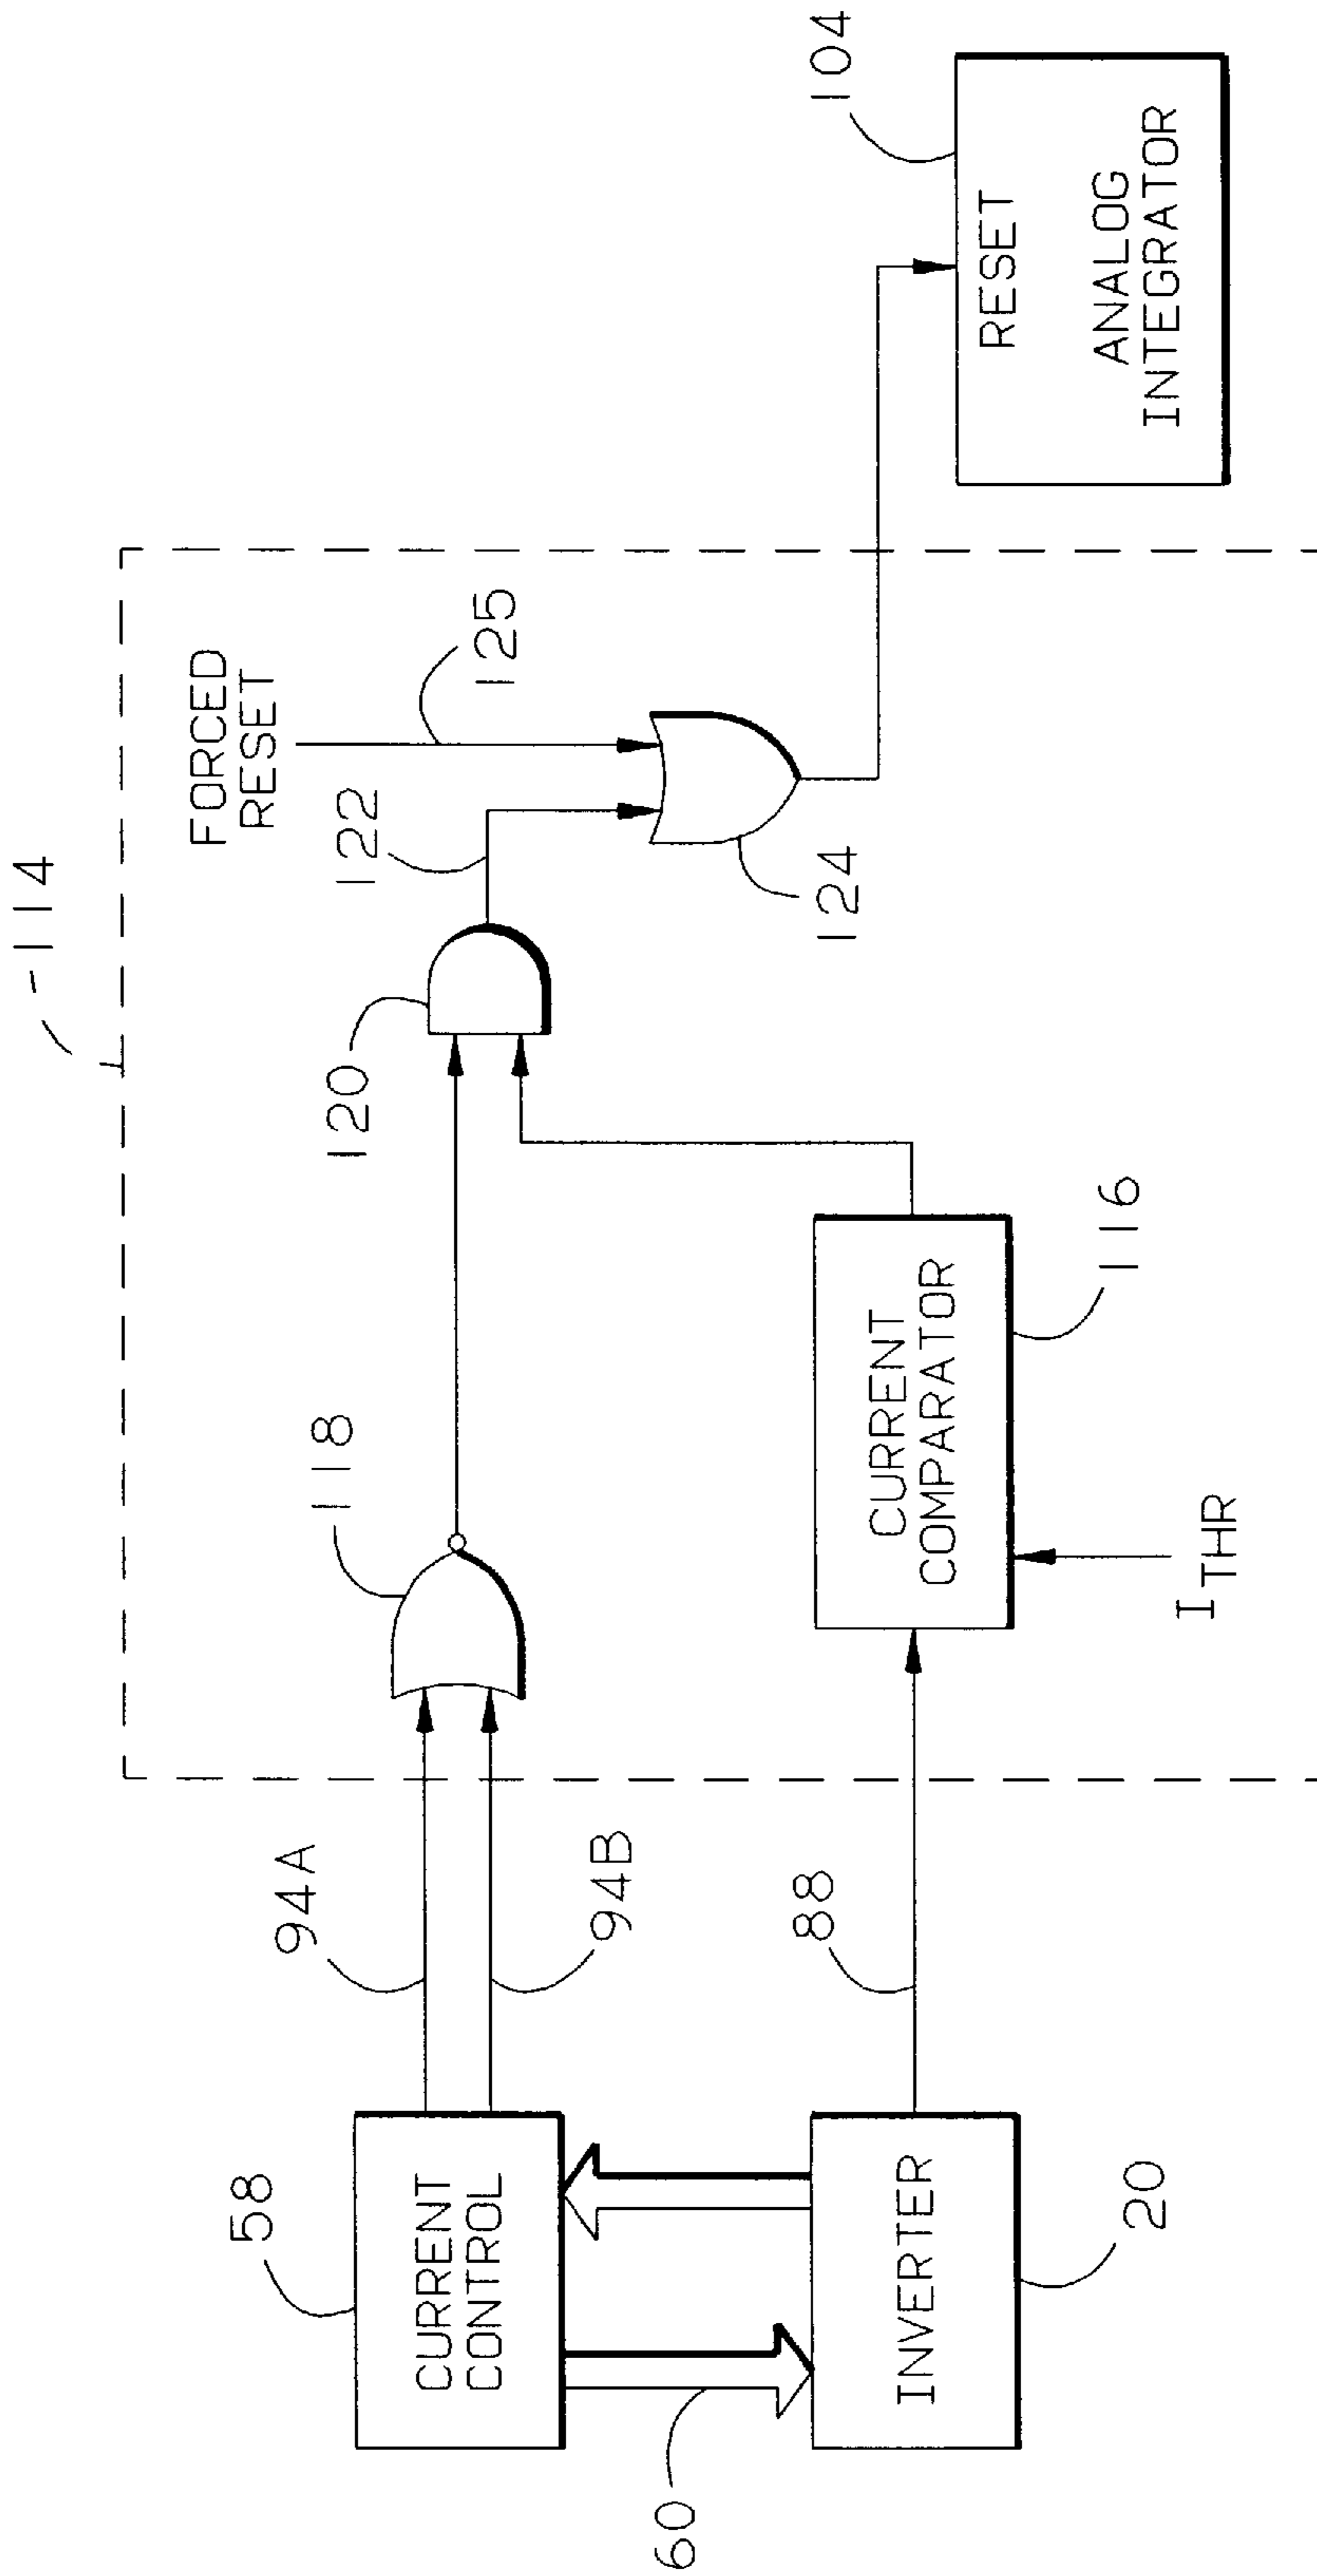 114
FORCED
RESET
125
122
120
118
124
94A
94B
58
CURRENT
CONTROL
60
INVERTER
20
88
CURRENT
COMPARATOR
116
ITHR
104
RESET
ANALOG
INTEGRATOR